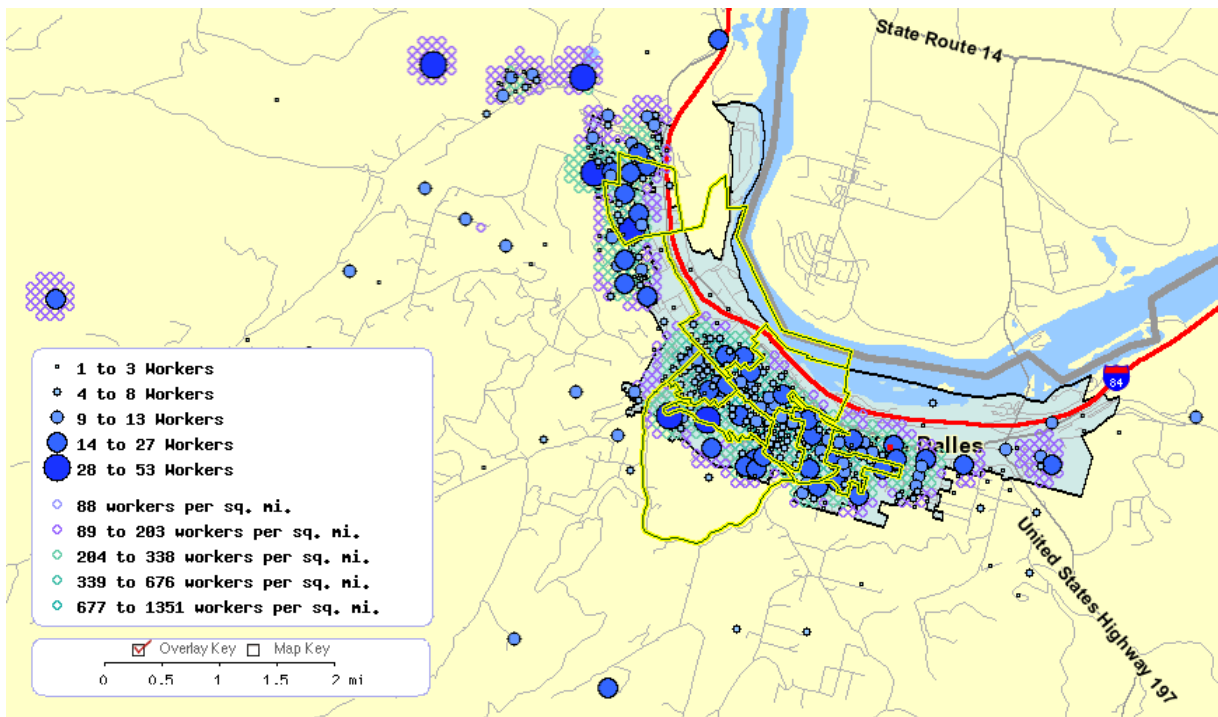 State Route 14
84
Dalles
United States Highway 197
1 to 3 Workers
4 to 8 Workers
9 to 13 Workers
14 to 27 Workers
28 to 53 Workers
88 workers per sq. mi.
89 to 203 workers per sq. mi.
204 to 338 workers per sq. mi.
339 to 676 workers per sq. mi.
677 to 1351 workers per sq. mi.
Overlay Key Map Key
0 0.5 1 1.5 2 mi